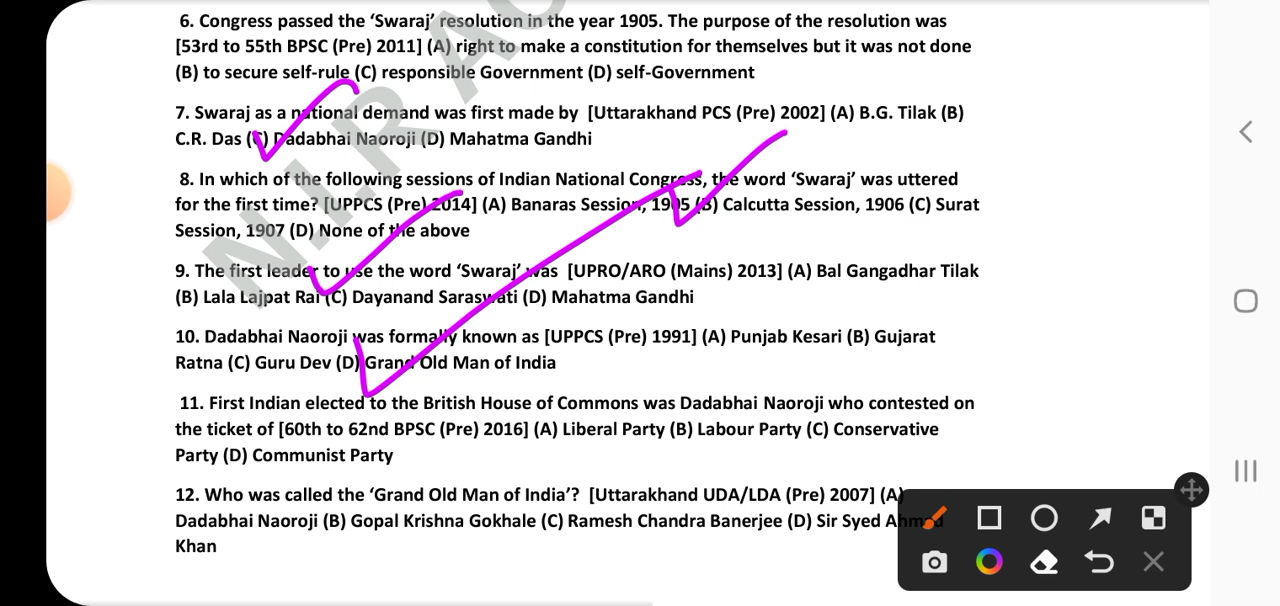 6. Congress passed the ‘Swaraj’ resolution in the year 1905. The purpose of the resolution was
[53rd to 55th BPSC (Pre) 2011] (A) right to make a constitution for themselves but it was not done
(B) to secure self-rule (C) responsible Government (D) self-Government
7. Swaraj as a national demand was first made by [Uttarakhand PCS (Pre) 2002] (A) B.G. Tilak (B)
C.R. Das (C) Dadabhai Naoroji (D) Mahatma Gandhi
8. In which of the following sessions of Indian National Congress, the word ‘Swaraj’ was uttered
for the first time? [UPPCS (Pre) 2014] (A) Banaras Session, 1905 (B) Calcutta Session, 1906 (C) Surat
Session, 1907 (D) None of the above
9. The first leader to use the word ‘Swaraj’ was [UPRO/ARO (Mains) 2013] (A) Bal Gangadhar Tilak
(B) Lala Lajpat Rai (C) Dayanand Saraswati (D) Mahatma Gandhi
10. Dadabhai Naoroji was formally known as [UPPCS (Pre) 1991] (A) Punjab Kesari (B) Gujarat
Ratna (C) Guru Dev (D) Grand Old Man of India
11. First Indian elected to the British House of Commons was Dadabhai Naoroji who contested on
the ticket of [60th to 62nd BPSC (Pre) 2016] (A) Liberal Party (B) Labour Party (C) Conservative
Party (D) Communist Party
12. Who was called the ‘Grand Old Man of India’? [Uttarakhand UDA/LDA (Pre) 2007] (A)
Dadabhai Naoroji (B) Gopal Krishna Gokhale (C) Ramesh Chandra Banerjee (D) Sir Syed Ahmad
Khan
N.I.R AC